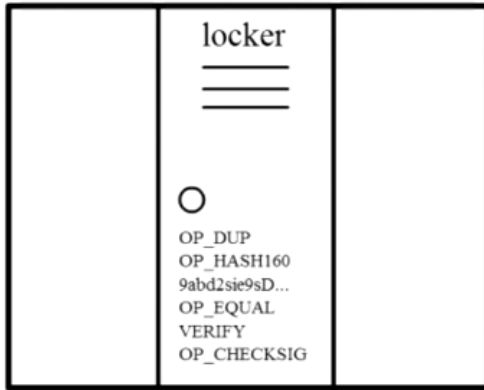 locker
OP_DUP
OP_HASH160
9abd2sie9sD...
OP_EQUAL
VERIFY
OP_CHECKSIG